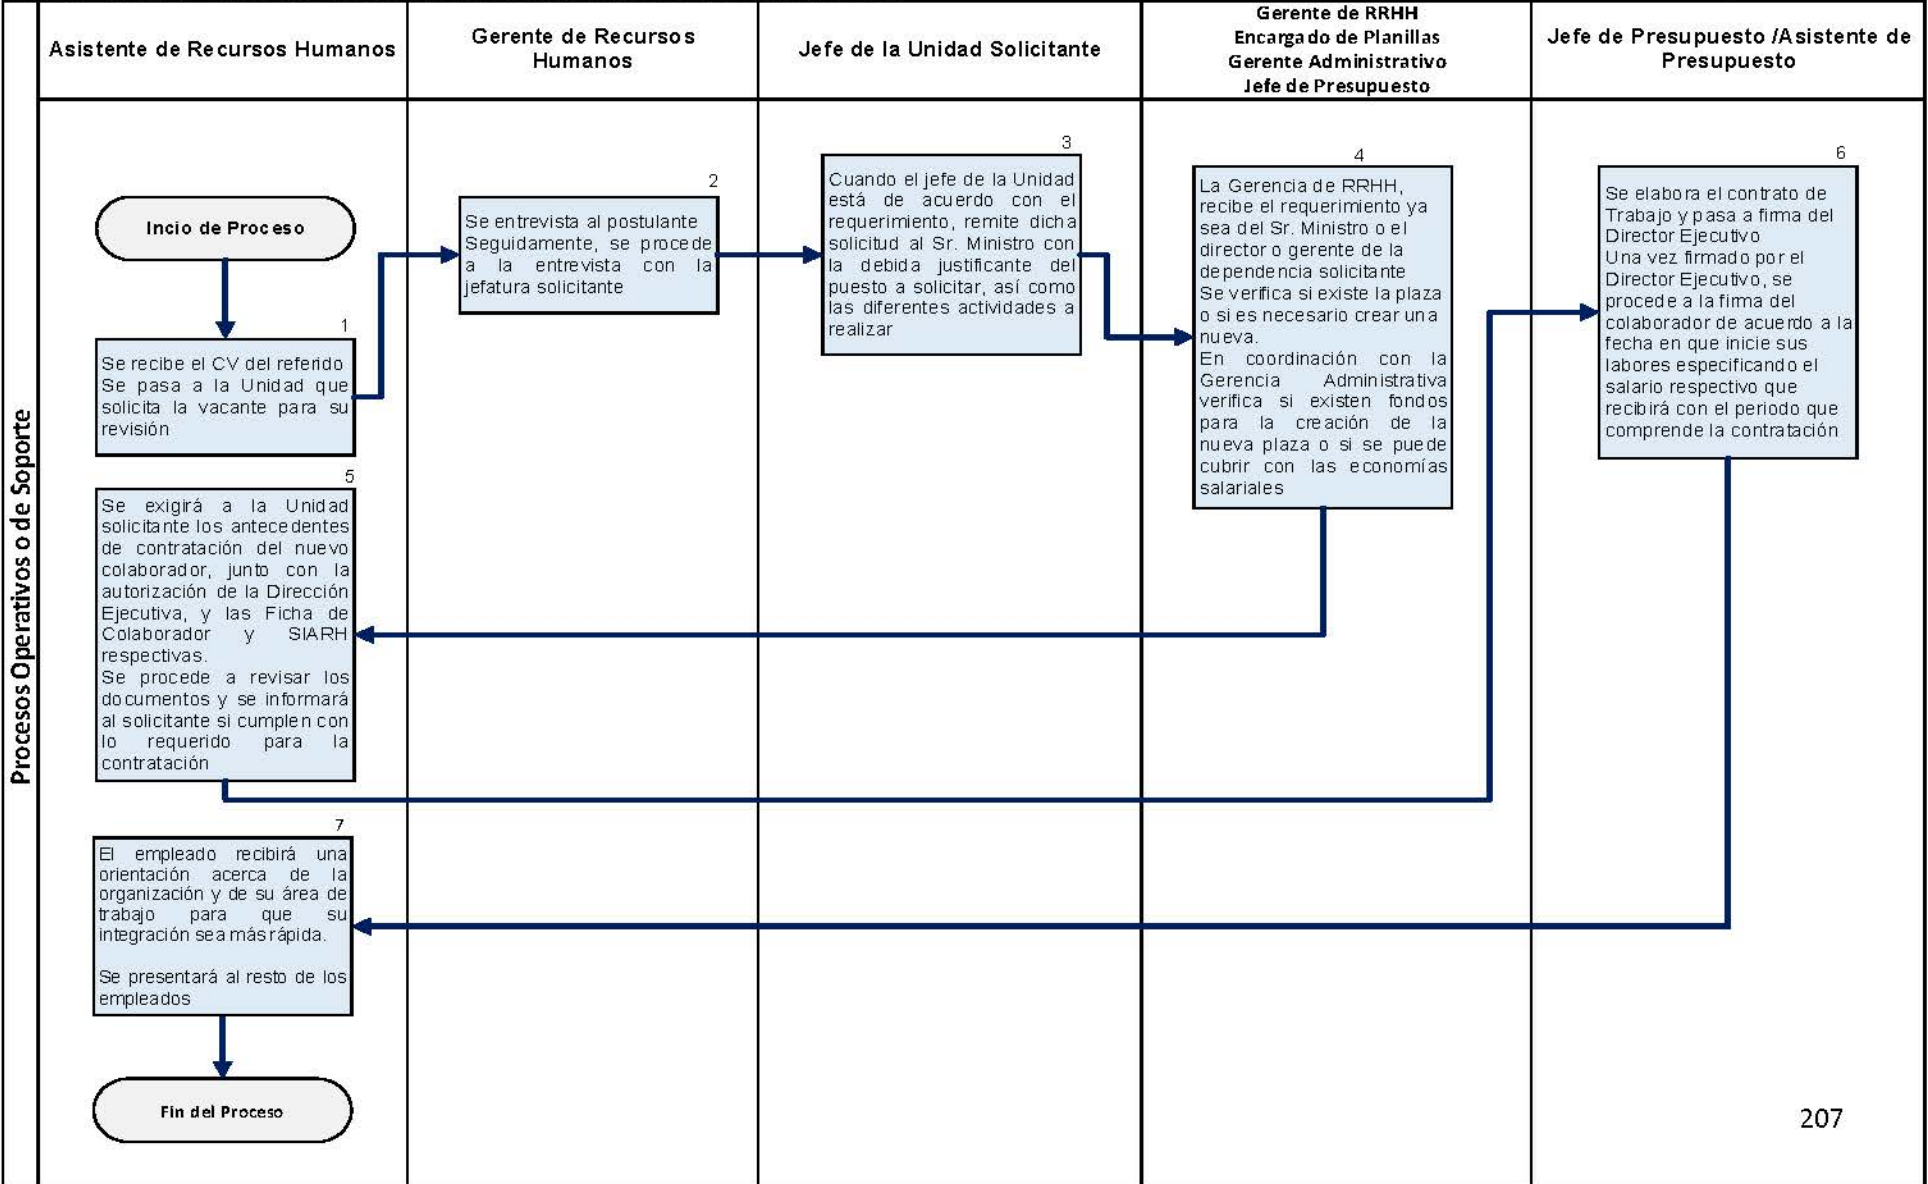 Procesos Operativos o de Soporte
Asistente de Recursos Humanos
Gerente de Recursos
Humanos
Jefe de la Unidad Solicitante
Gerente de RRHH
Encargado de Planillas
Gerente Administrativo
Jefe de Presupuesto
Jefe de Presupuesto /Asistente de
Presupuesto
Incio de Proceso
1
Se recibe el CV del referido
Se pasa a la Unidad que
solicita la vacante para su
revisión
2
Se entrevista al postulante
Seguidamente, se procede
a la entrevista con la
jefatura solicitante
3
Cuando el jefe de la Unidad
está de acuerdo con el
requerimiento, remite dicha
solicitud al Sr. Ministro con
la debida justificante del
puesto a solicitar, así como
las diferentes actividades a
realizar
4
La Gerencia de RRHH,
recibe el requerimiento ya
sea del Sr. Ministro o el
director o gerente de la
dependencia solicitante
Se verifica si existe la plaza
o si es necesario crear una
nueva.
En coordinación con la
Gerencia Administrativa
verifica si existen fondos
para la creación de la
nueva plaza o si se puede
cubrir con las economías
salariales
5
Se exigirá a la Unidad
solicitante los antecedentes
de contratación del nuevo
colaborador, junto con la
autorización de la Dirección
Ejecutiva, y las Ficha de
Colaborador y SIARH
respectivas.
Se procede a revisar los
documentos y se informará
al solicitante si cumplen con
lo requerido para la
contratación
6
Se elabora el contrato de
Trabajo y pasa a firma del
Director Ejecutivo
Una vez firmado por el
Director Ejecutivo, se
procede a la firma del
colaborador de acuerdo a la
fecha en que inicie sus
labores especificando el
salario respectivo que
recibirá con el periodo que
comprende la contratación
7
El empleado recibirá una
orientación acerca de la
organización y de su área de
trabajo para que su
integración sea más rápida.
Se presentará al resto de los
empleados
Fin del Proceso
207